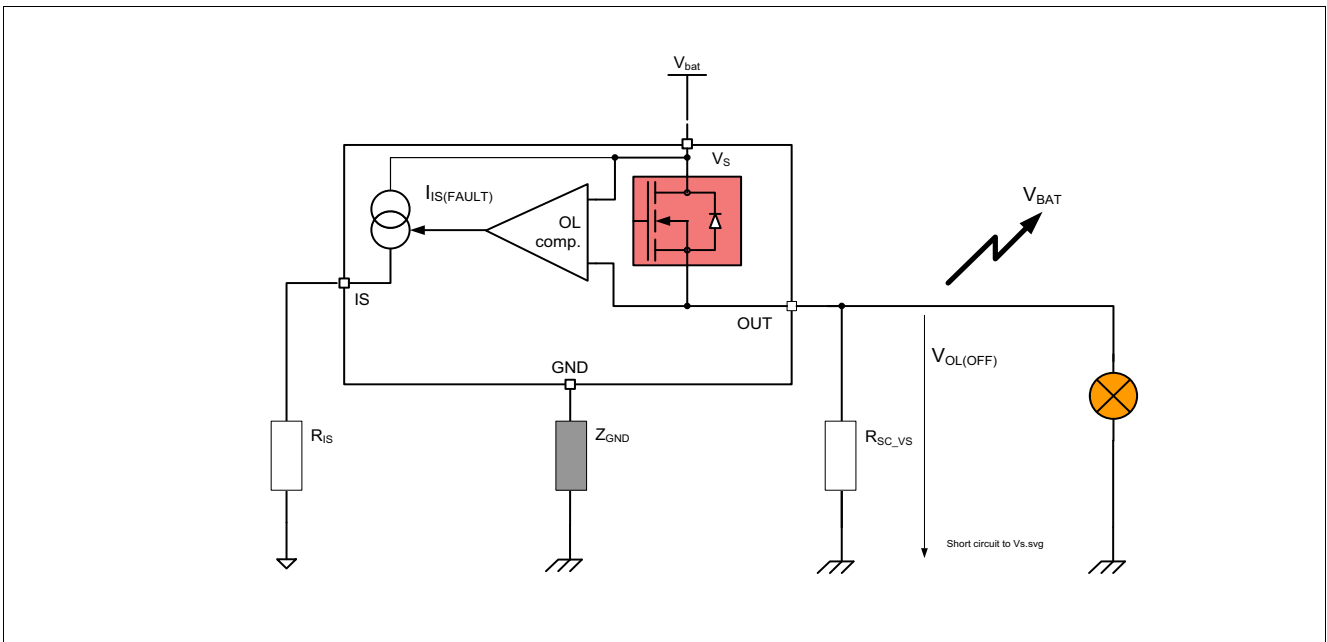 Vbat
VS
IIS(FAULT)
OL
comp.
VBAT
IS
OUT
VOL(OFF)
GND
RIS
ZGND
RSC_VS
Short circuit to Vs.svg